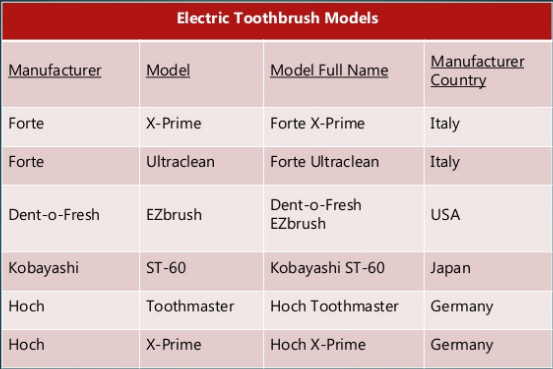 Electric Toothbrush Models
Manufacturer Model Model Full Name Manufacturer
Country
Forte X-Prime Forte X-Prime Italy
Forte Ultraclean Forte Ultraclean Italy
Dent-o-Fresh EZbrush Dent-o-Fresh
EZbrush USA
Kobayashi ST-60 Kobayashi ST-60 Japan
Hoch Toothmaster Hoch Toothmaster Germany
Hoch X-Prime Hoch X-Prime Germany